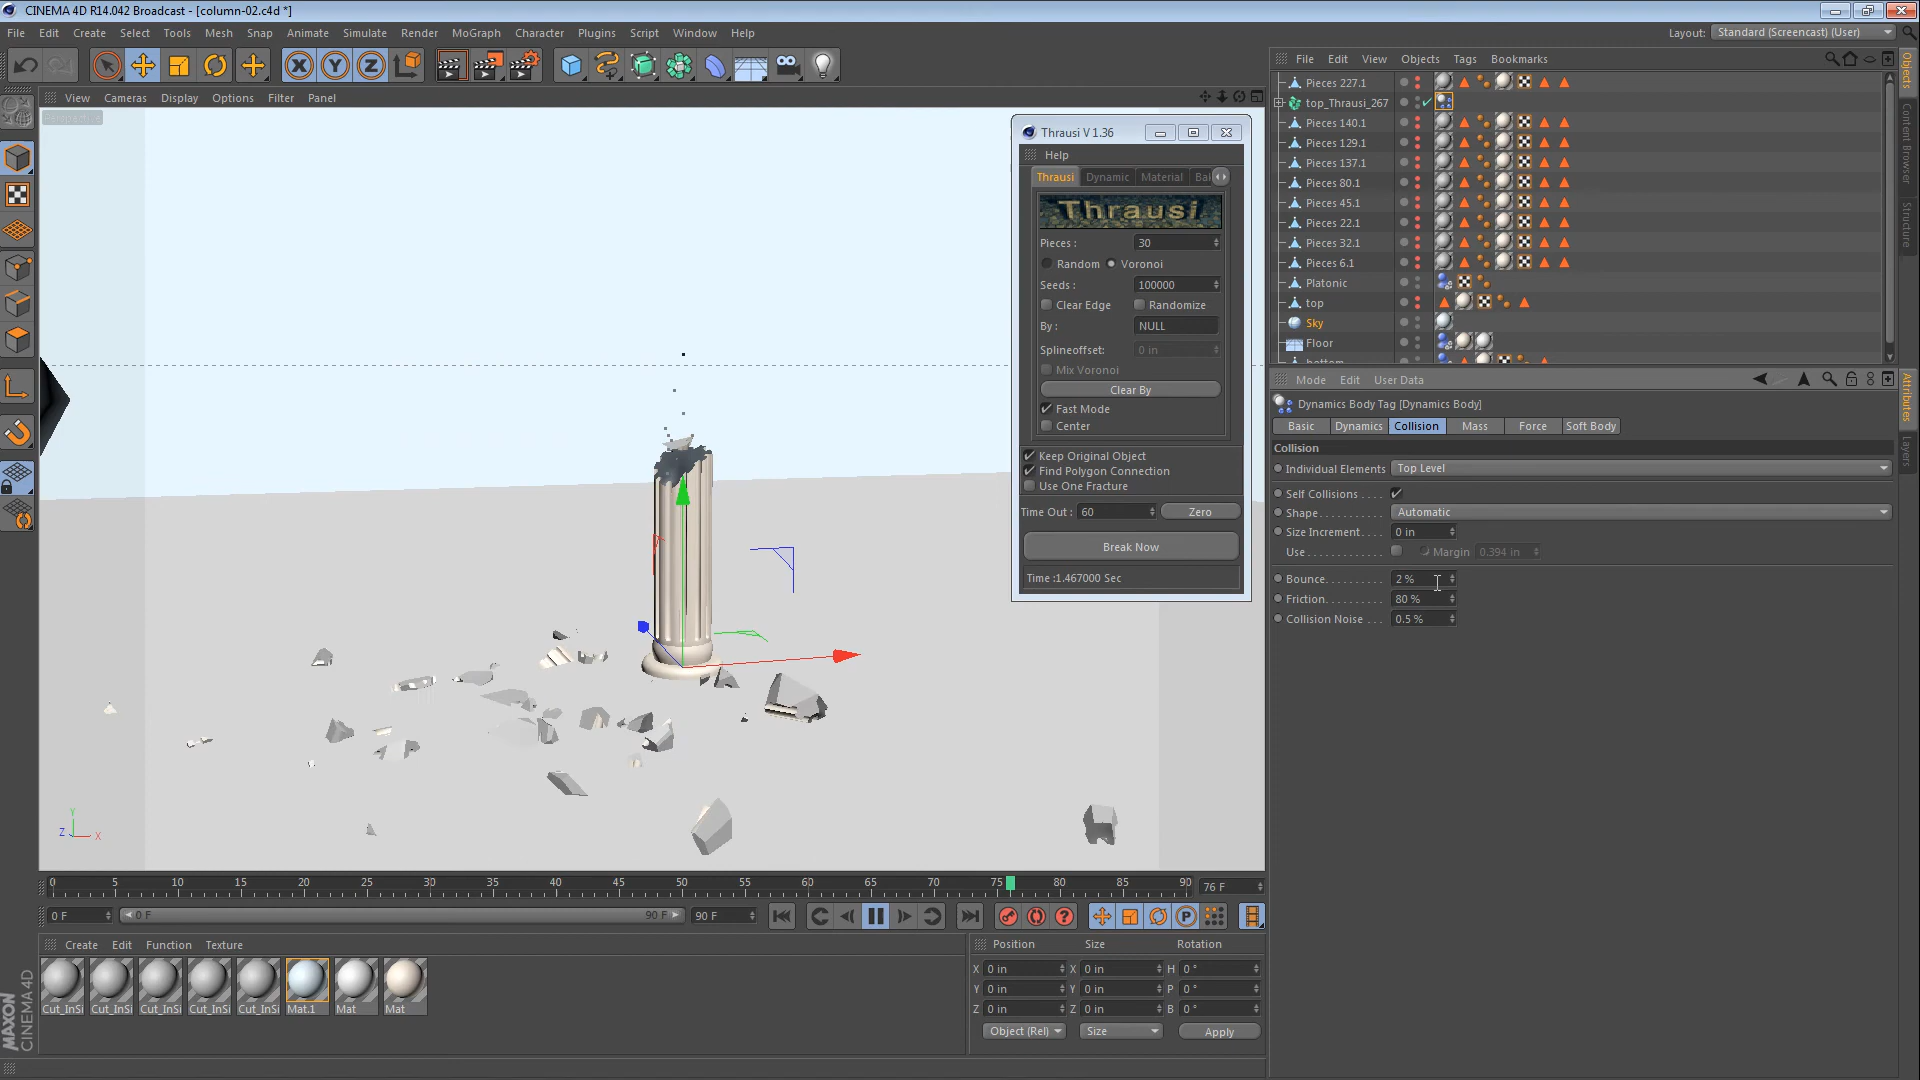 CINEMA 4D R14.042 Broadcast - [column-02.c4d *]
File Edit Create Select Tools Mesh Snap Animate Simulate Render MoGraph Character Plugins Script Window Help
Layout: Standard (Screencast) (User)
View Cameras Display Options Filter Panel
Thrausi V 1.36
Help
Thrausi Dynamic Material Bal
Thrausi
Pieces : 30
Random Voronoi
Seeds : 100000
Clear Edge Randomize
By : NULL
Splineoffset: 0 in
Mix Voronoi
Clear By
Fast Mode
Center
Keep Original Object
Find Polygon Connection
Use One Fracture
Time Out : 60 Zero
Break Now
Time :1.467000 Sec
File Edit View Objects Tags Bookmarks
Pieces 227.1
top_Thrausi_267
Pieces 140.1
Pieces 129.1
Pieces 137.1
Pieces 80.1
Pieces 45.1
Pieces 22.1
Pieces 32.1
Pieces 6.1
Platonic
top
Sky
Floor
bottom
Objects
Content Browser
Structure
Mode Edit User Data
Dynamics Body Tag [Dynamics Body]
Basic Dynamics Collision Mass Force Soft Body
Collision
Individual Elements Top Level
Self Collisions . . . .
Shape . . . . . . . . . . . Automatic
Size Increment. . . . 0 in
Use . . . . . . . . . . . . . Margin 0.394 in
Bounce. . . . . . . . . . 2 %
Friction. . . . . . . . . . 80 %
Collision Noise . . . 0.5 %
Attributes
Layers
X Y Z
Y
Z X
0 5 10 15 20 25 30 35 40 45 50 55 60 65 70 75 80 85 90 76 F
0 F 0 F 90 F 90 F
P
Create Edit Function Texture
Cut_InSi Cut_InSi Cut_InSi Cut_InSi Cut_InSi Mat.1 Mat Mat
Position Size Rotation
X 0 in X 0 in H 0 °
Y 0 in Y 0 in P 0 °
Z 0 in Z 0 in B 0 °
Object (Rel) Size Apply
MAXON
CINEMA 4D